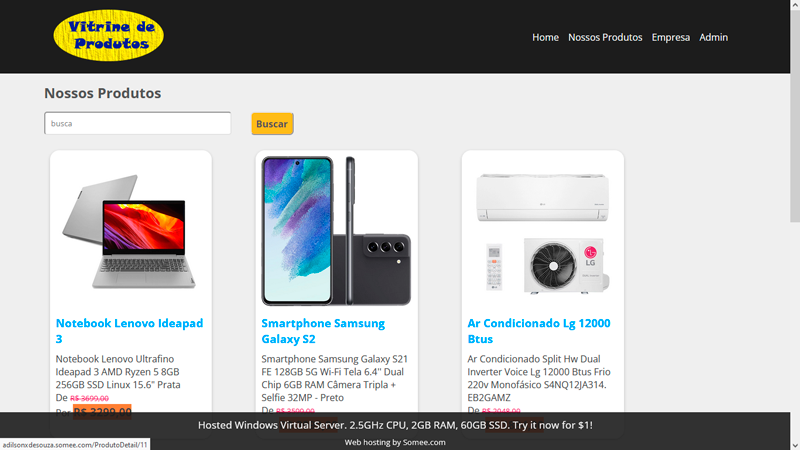 Vitrine de
Produtos
Home Nossos Produtos Empresa Admin
Nossos Produtos
busca
Buscar
LG
Notebook Lenovo Ideapad
3
Notebook Lenovo Ultrafino
Ideapad 3 AMD Ryzen 5 8GB
256GB SSD Linux 15.6" Prata
De R$ 3699,00
Por R$ 3299,00
Smartphone Samsung
Galaxy S2
Smartphone Samsung Galaxy S21
FE 128GB 5G Wi-Fi Tela 6.4'' Dual
Chip 6GB RAM Câmera Tripla +
Selfie 32MP - Preto
De R$ 3599,00
Ar Condicionado Lg 12000
Btus
Ar Condicionado Split Hw Dual
Inverter Voice Lg 12000 Btus Frio
220v Monofásico S4NQ12JA314.
EB2GAMZ
De R$ 2048,00
Hosted Windows Virtual Server. 2.5GHz CPU, 2GB RAM, 60GB SSD. Try it now for $1!
Web hosting by Somee.com
adilsonxdesouza.somee.com/ProdutoDetail/11